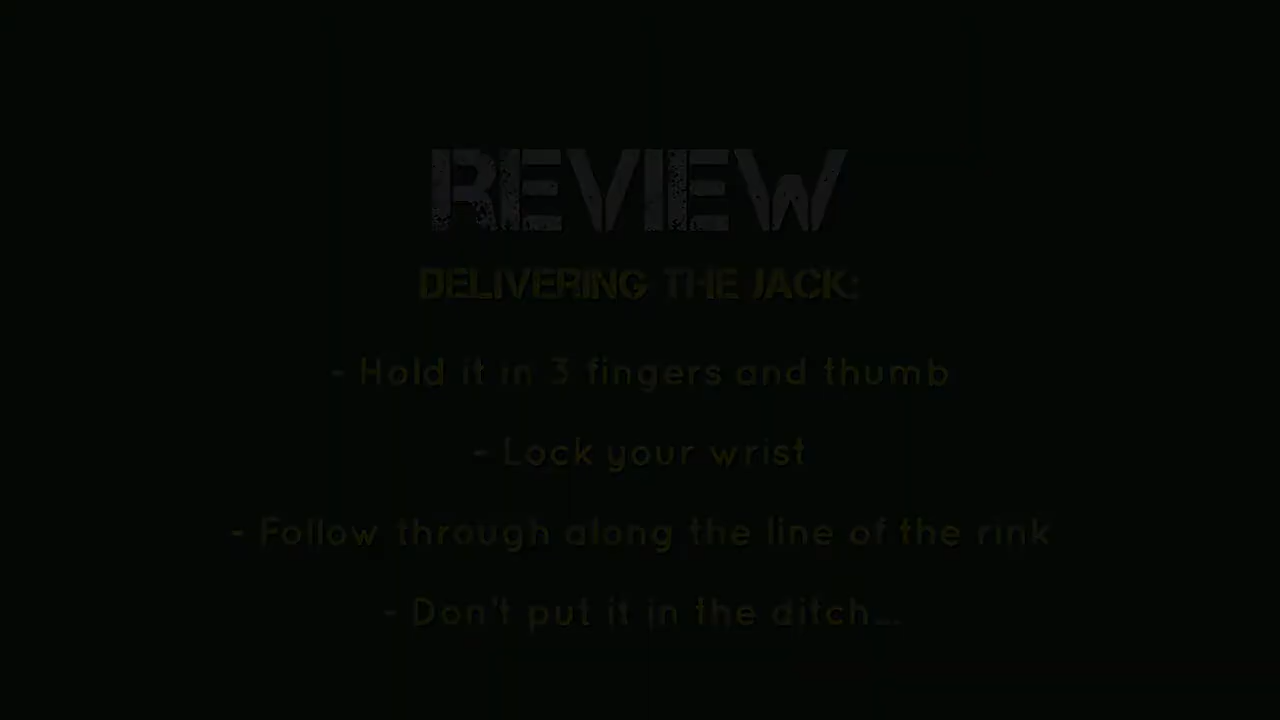 REVIEW
DELIVERING THE JACK:
- Hold it in 3 fingers and thumb
- Lock your wrist
- Follow through along the line of the rink
- Don't put it in the ditch...